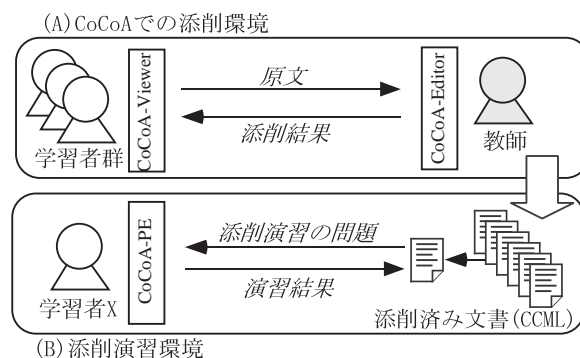 (A)CoCoAでの添削環境
CoCoA-Viewer
原文
添削結果
CoCoA-Editor
学習者群
教師
CoCoA-PE
添削演習の問題
演習結果
学習者X
添削済み文書(CCML)
(B)添削演習環境